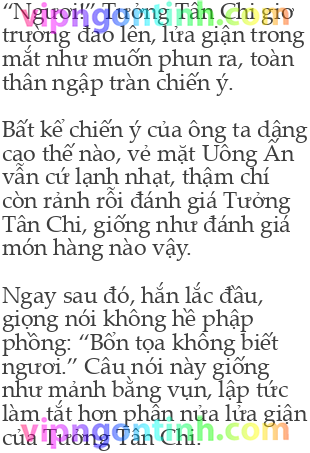 “Ngươi!” Tưởng Tân Chi giơ
trường đao lên, lửa giận trong
mắt như muốn phun ra, toàn
thân ngập tràn chiến ý.
Bất kể chiến ý của ông ta dâng
cao thế nào, vẻ mặt Uông Ấn
vẫn cứ lạnh nhạt, thậm chí
còn rảnh rỗi đánh giá Tưởng
Tân Chi, giống như đánh giá
món hàng nào vậy.
Ngay sau đó, hắn lắc đầu,
giọng nói không hề phập
phồng: “Bổn tọa không biết
ngươi.” Câu nói này giống
như mảnh băng vụn, lập tức
làm tắt hơn phân nửa lửa giận
của Tưởng Tân Chi.
vipngontinh.com
vipngontinh.com